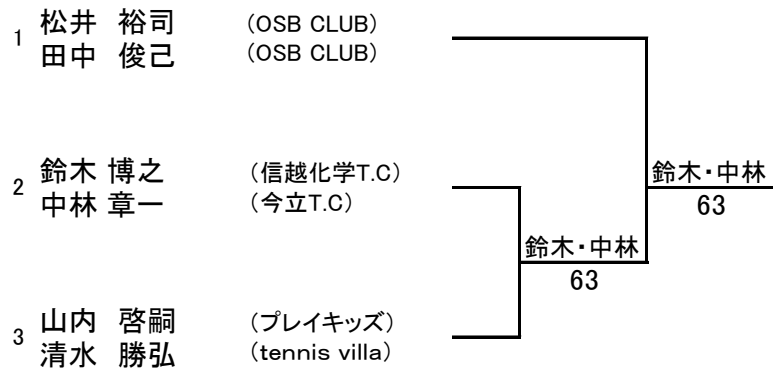 1 松井 裕司 (OSB CLUB)
田中 俊己 (OSB CLUB)
2 鈴木 博之 (信越化学T.C)
中林 章一 (今立T.C)
鈴木・中林
63
鈴木・中林
63
3 山内 啓嗣 (プレイキッズ)
清水 勝弘 (tennis villa)